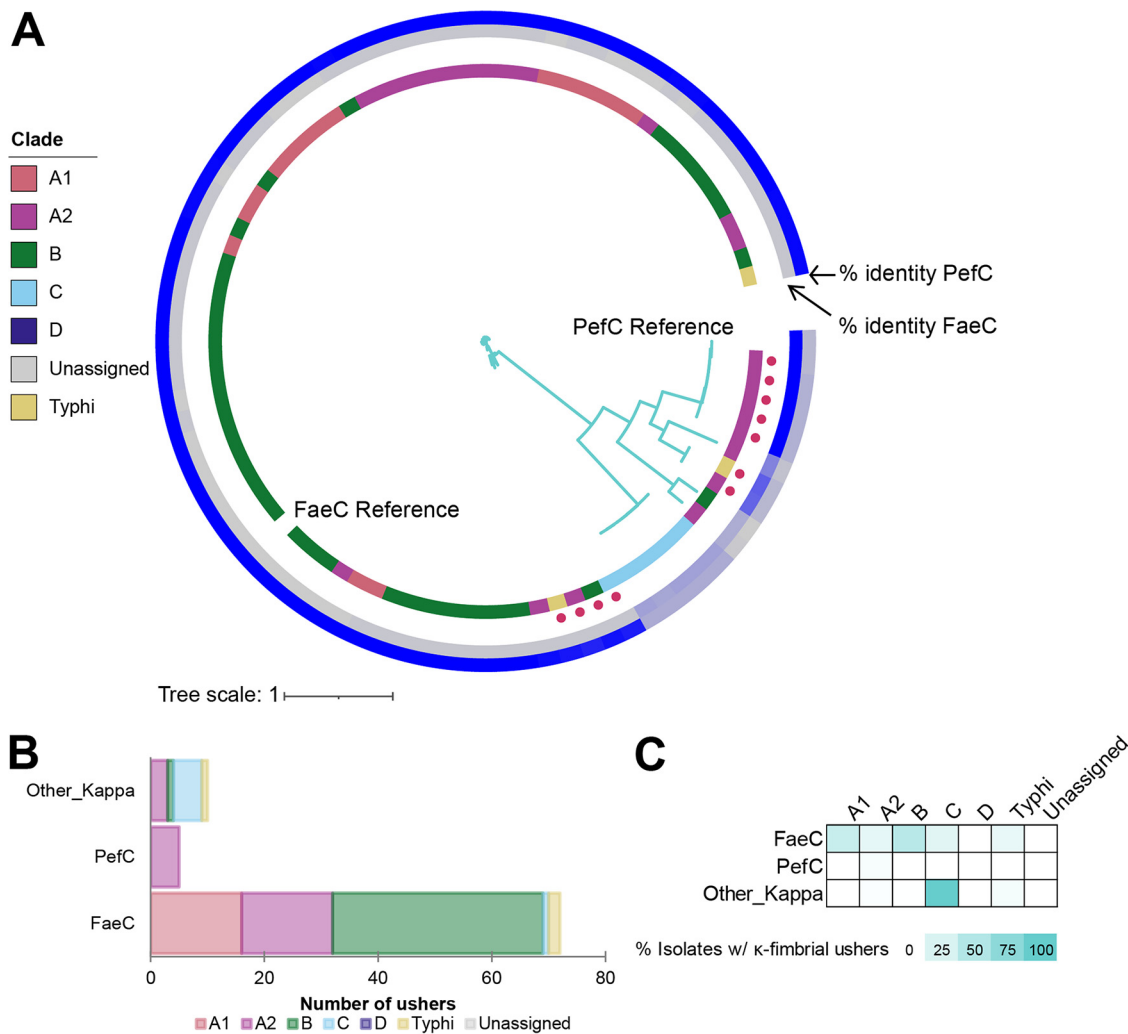 A
Clade
A1
A2
B
C
D
Unassigned
Typhi
% identity PefC
% identity FaeC
PefC Reference
FaeC Reference
Tree scale: 1
B
Other_Kappa
PefC
FaeC
0 20 40 60 80
Number of ushers
A1 A2 B C D Typhi Unassigned
C
A1 A2 B C D Typhi Unassigned
FaeC
PefC
Other_Kappa
% Isolates w/ κ-fimbrial ushers 0 25 50 75 100